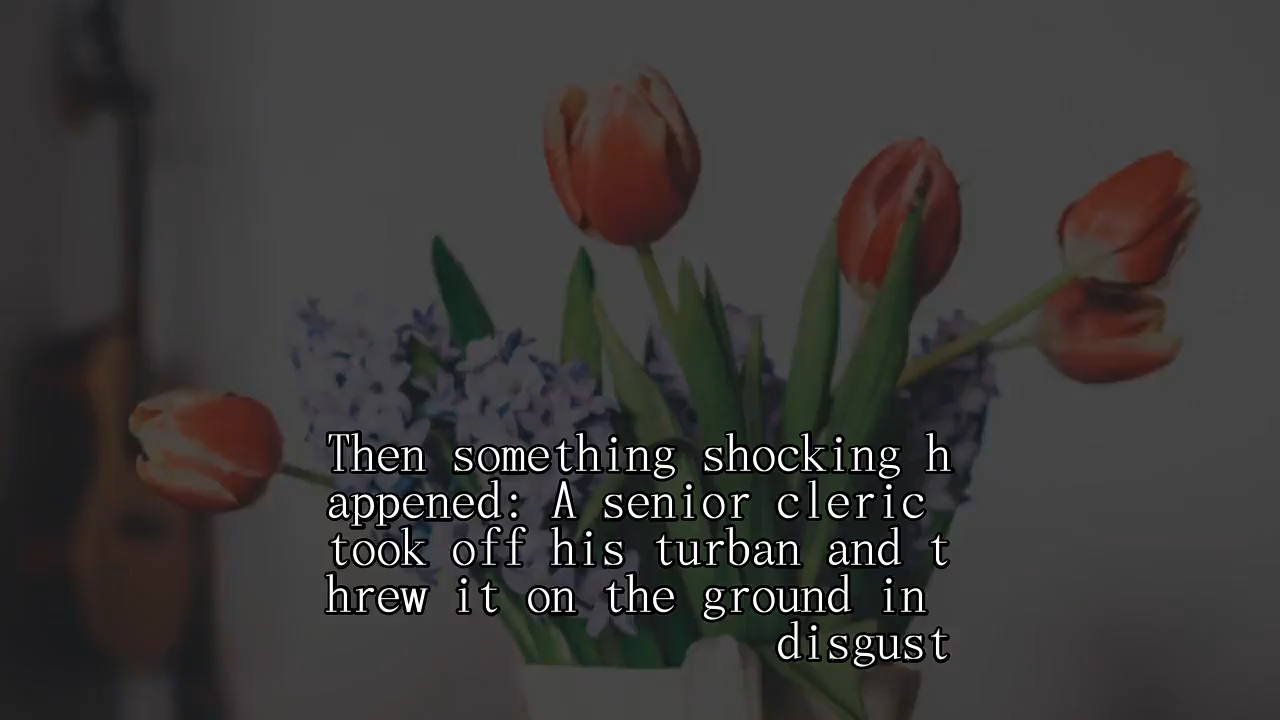 Then something shocking h
appened: A senior cleric
took off his turban and t
hrew it on the ground in
disgust